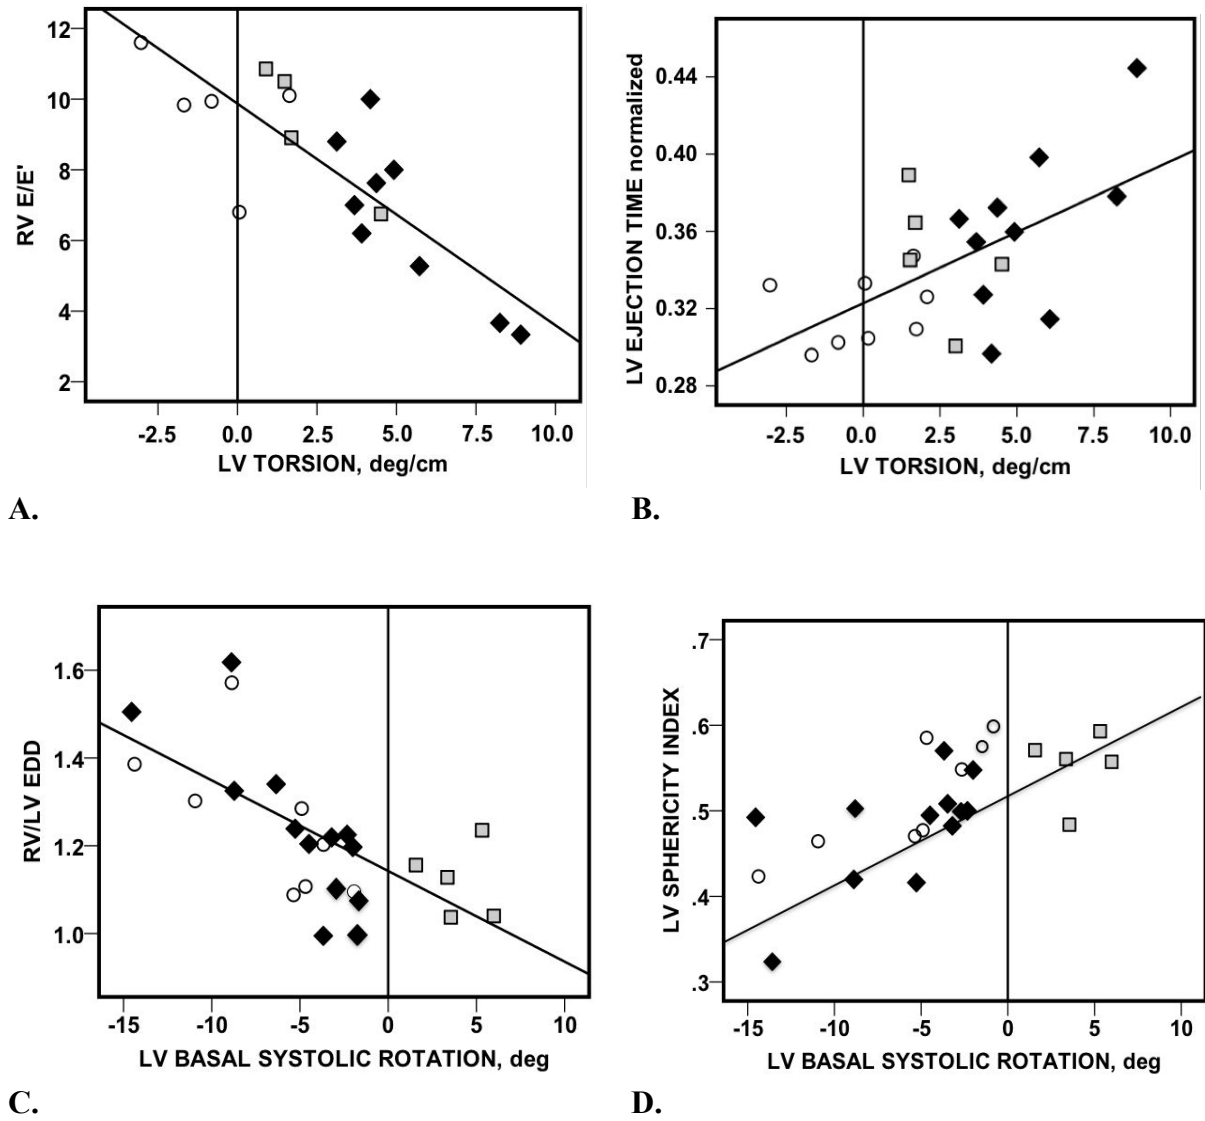 12
10
8
6
4
2
RV E/E'
-2.5 0.0 2.5 5.0 7.5 10.0
LV TORSION, deg/cm
A.
0.44
0.40
0.36
0.32
0.28
LV EJECTION TIME normalized
-2.5 0.0 2.5 5.0 7.5 10.0
LV TORSION, deg/cm
B.
1.6
1.4
1.2
1.0
RV/LV EDD
-15 -10 -5 0 5 10
LV BASAL SYSTOLIC ROTATION, deg
C.
.7
.6
.5
.4
.3
LV SPHERICITY INDEX
-15 -10 -5 0 5 10
LV BASAL SYSTOLIC ROTATION, deg
D.